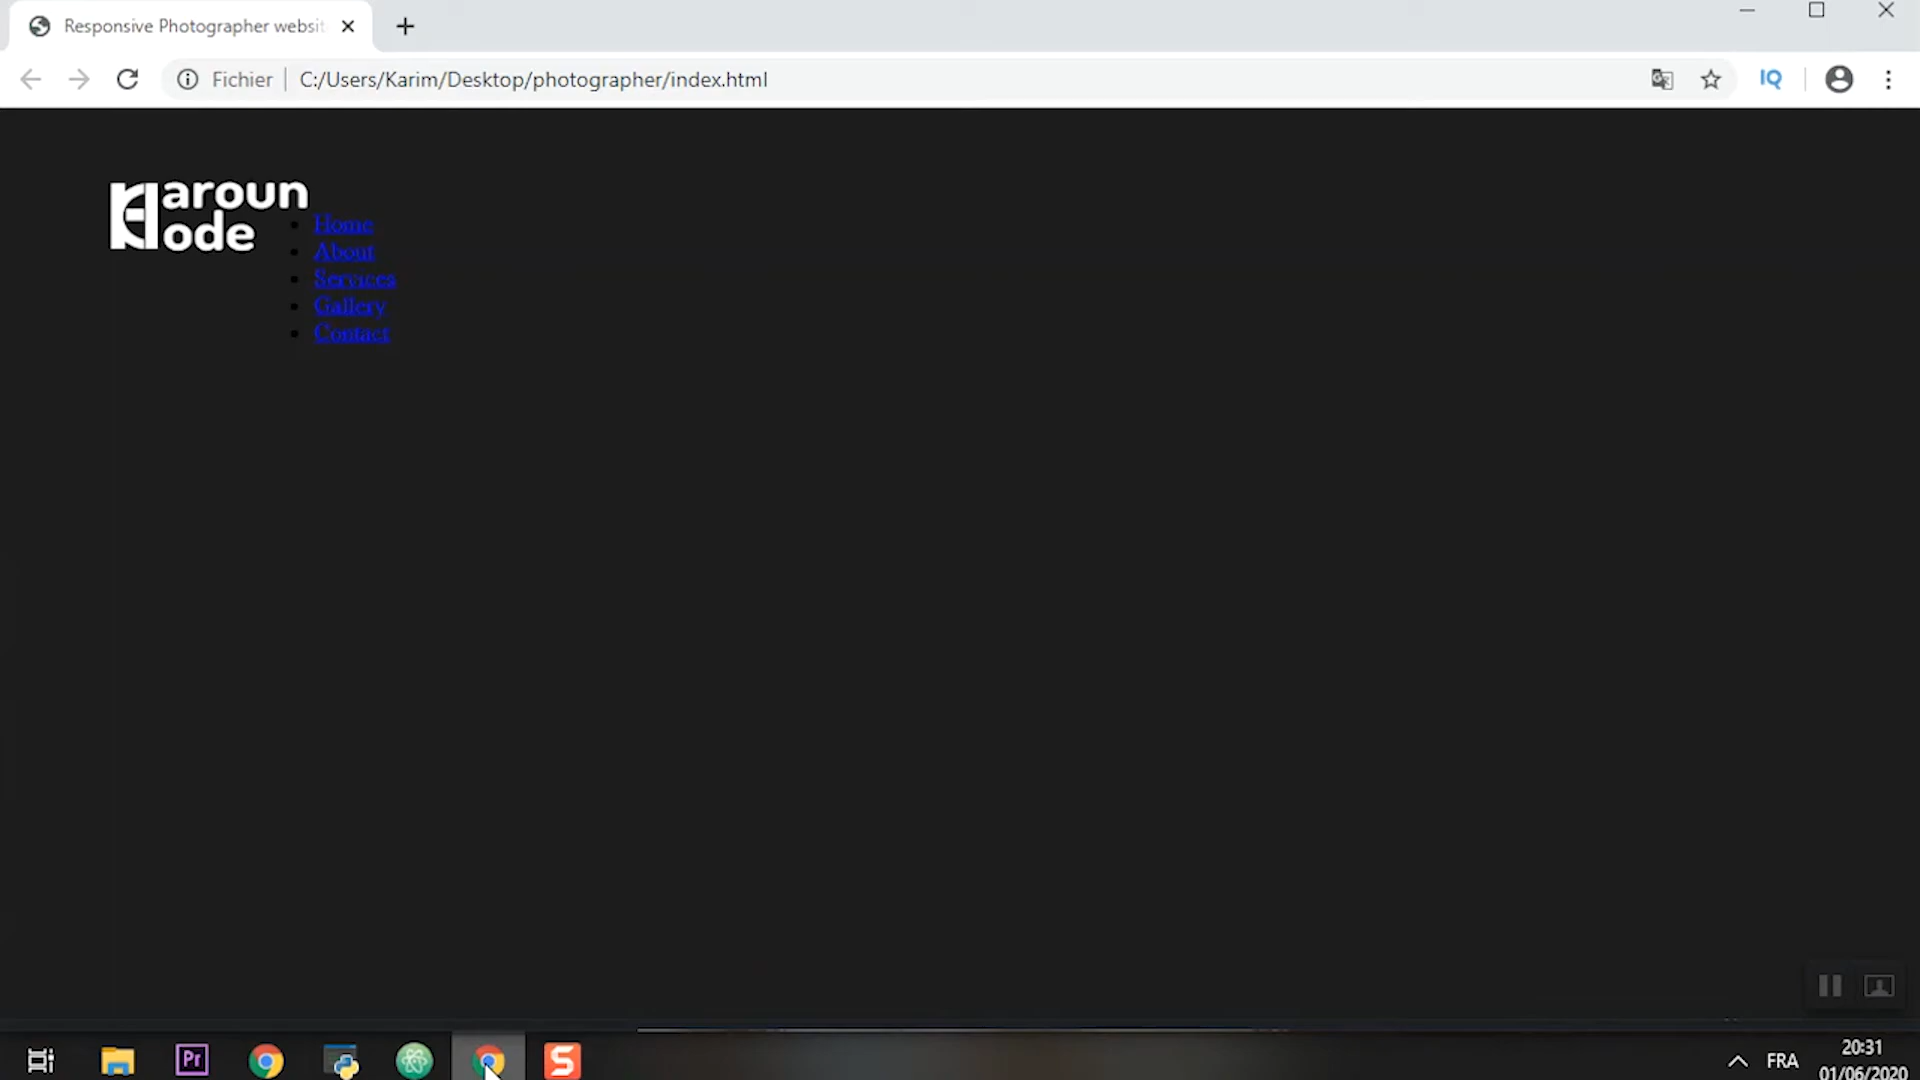 Responsive Photographer websit
Fichier C:/Users/Karim/Desktop/photographer/index.html
IQ
aroun
ode
Home
About
Services
Gallery
Contact
Pr
S
FRA
20:31
01/06/2020